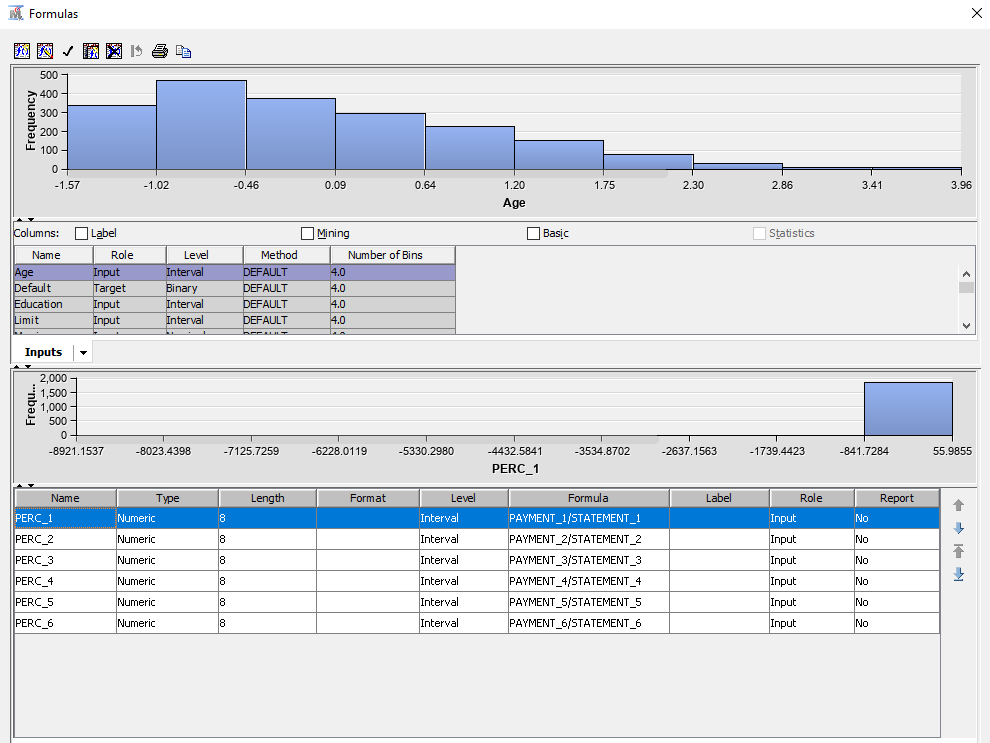 Formulas
Frequency
500
400
300
200
100
0
-1.57 -1.02 -0.46 0.09 0.64 1.20 1.75 2.30 2.86 3.41 3.96
Age
Columns: Label Mining Basic Statistics
Name Role Level Method Number of Bins
Age Input Interval DEFAULT 4.0
Default Target Binary DEFAULT 4.0
Education Input Interval DEFAULT 4.0
Limit Input Interval DEFAULT 4.0
Inputs
Frequ...
2,000
1,500
1,000
500
0
-8921.1537 -8023.4398 -7125.7259 -6228.0119 -5330.2980 -4432.5841 -3534.8702 -2637.1563 -1739.4423 -841.7284 55.9855
PERC_1
Name Type Length Format Level Formula Label Role Report
PERC_1 Numeric 8 Interval PAYMENT_1/STATEMENT_1 Input No
PERC_2 Numeric 8 Interval PAYMENT_2/STATEMENT_2 Input No
PERC_3 Numeric 8 Interval PAYMENT_3/STATEMENT_3 Input No
PERC_4 Numeric 8 Interval PAYMENT_4/STATEMENT_4 Input No
PERC_5 Numeric 8 Interval PAYMENT_5/STATEMENT_5 Input No
PERC_6 Numeric 8 Interval PAYMENT_6/STATEMENT_6 Input No